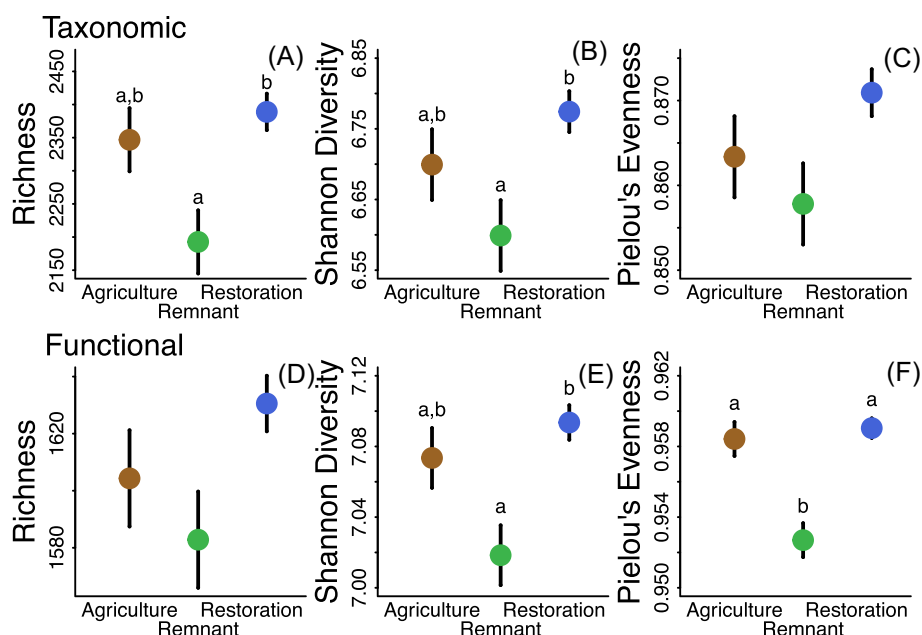 Taxonomic
(A)
Richness
2450
2350
2250
2150
a,b
a
b
Agriculture
Remnant
Restoration
(B)
Shannon Diversity
6.85
6.75
6.65
6.55
a,b
a
b
Agriculture
Remnant
Restoration
(C)
Pielou's Evenness
0.870
0.860
0.850
Agriculture
Remnant
Restoration
Functional
(D)
Richness
1620
1580
Agriculture
Remnant
Restoration
(E)
Shannon Diversity
7.12
7.08
7.04
7.00
a,b
a
b
Agriculture
Remnant
Restoration
(F)
Pielou's Evenness
0.962
0.958
0.954
0.950
a
b
a
Agriculture
Remnant
Restoration